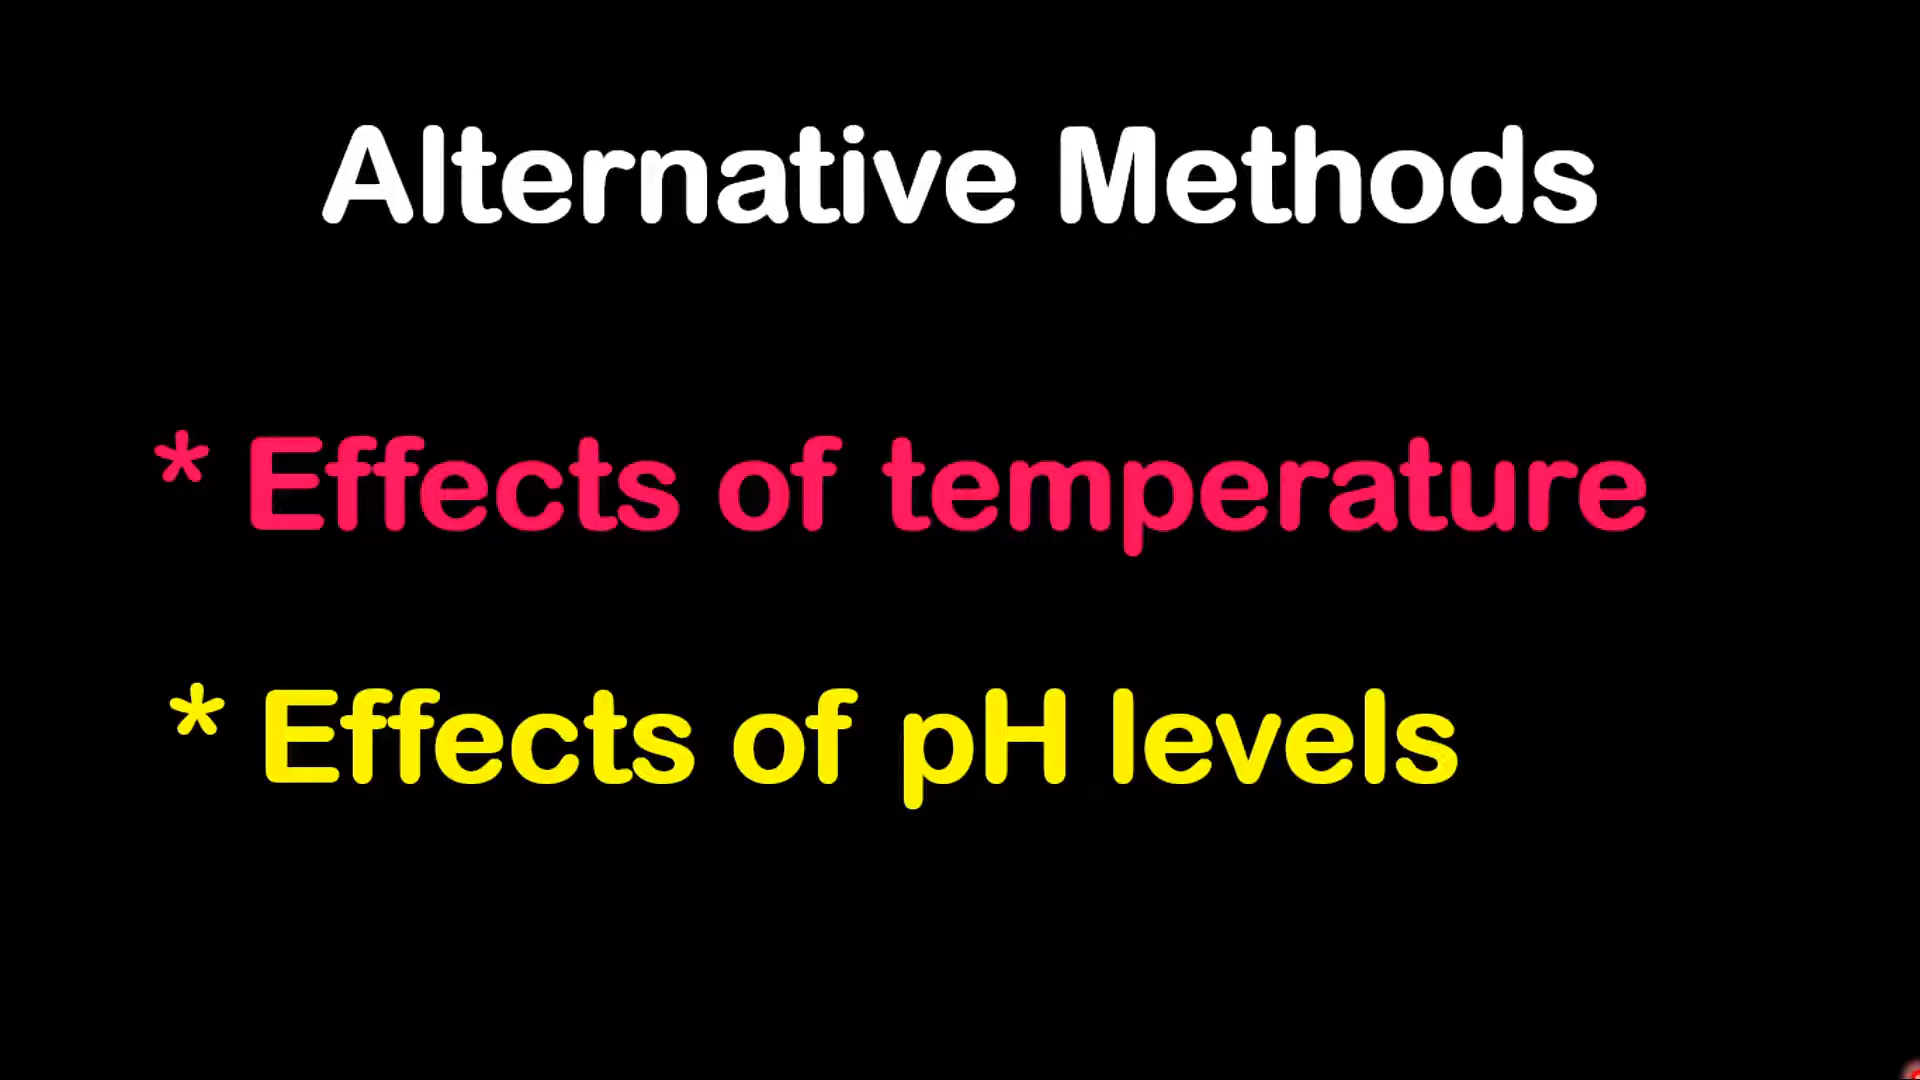 Alternative Methods
* Effects of temperature
* Effects of pH levels